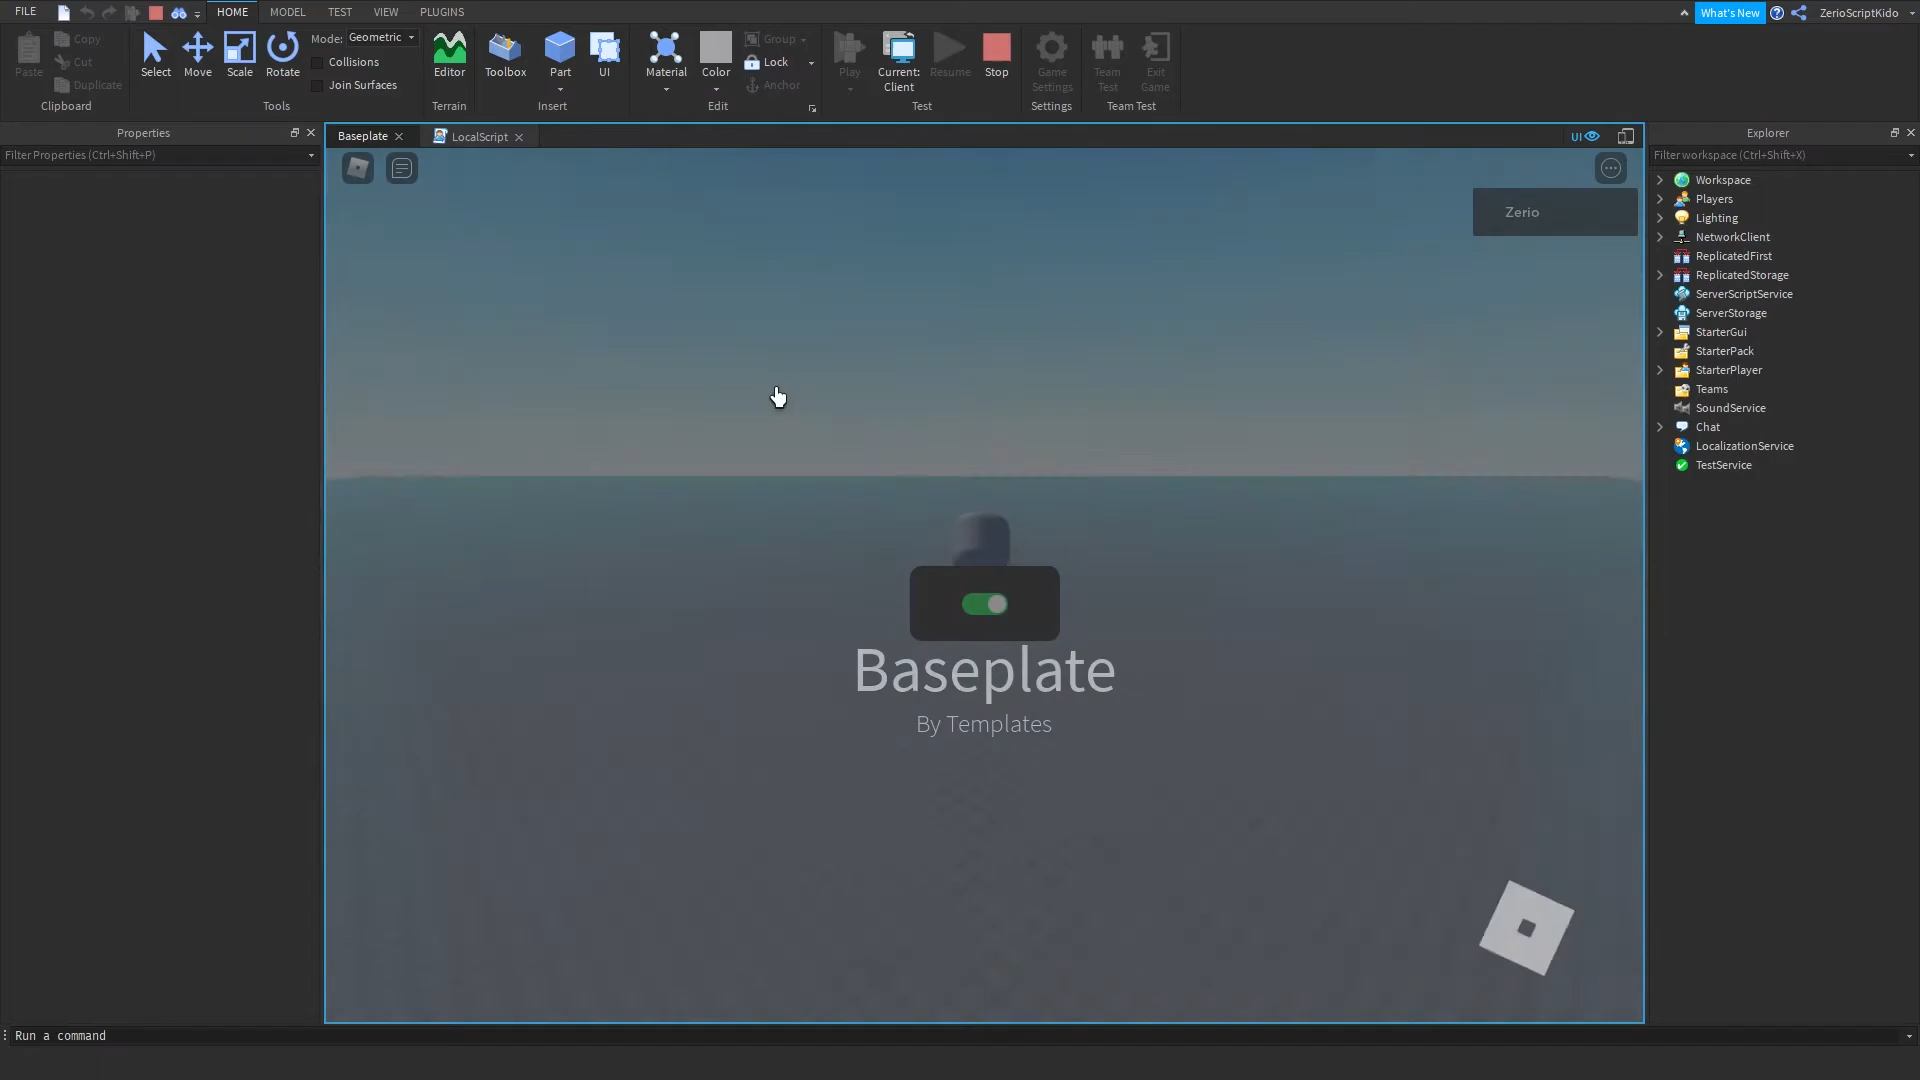 FILE
HOME
MODEL
TEST
VIEW
PLUGINS
What's New
ZerioScriptKido
Paste
Copy
Cut
Duplicate
Clipboard
Select
Move
Scale
Rotate
Mode: Geometric
Collisions
Join Surfaces
Tools
Editor
Terrain
Toolbox
Part
UI
Insert
Material
Color
Group
Lock
Anchor
Edit
Play
Current:
Client
Resume
Stop
Test
Game
Settings
Settings
Team
Test
Exit
Game
Team Test
Properties
Filter Properties (Ctrl+Shift+P)
Baseplate
LocalScript
UI
Zerio
Baseplate
By Templates
Explorer
Filter workspace (Ctrl+Shift+X)
Workspace
Players
Lighting
NetworkClient
ReplicatedFirst
ReplicatedStorage
ServerScriptService
ServerStorage
StarterGui
StarterPack
StarterPlayer
Teams
SoundService
Chat
LocalizationService
TestService
Run a command